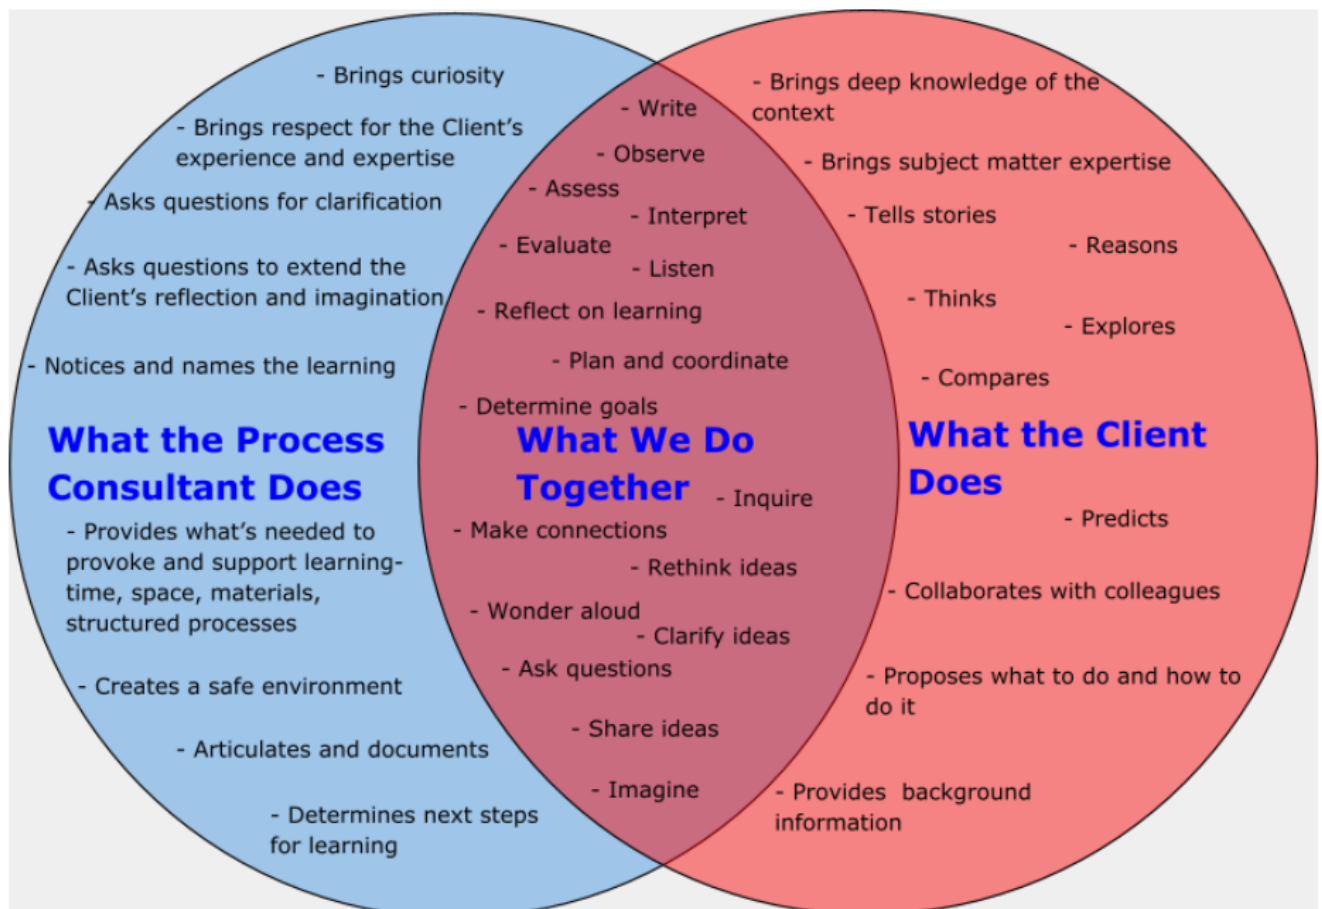 - Brings curiosity
- Brings respect for the Client's
experience and expertise
- Asks questions for clarification
- Asks questions to extend the
Client's reflection and imagination
- Notices and names the learning
What the Process
Consultant Does
- Provides what's needed to
provoke and support learning-
time, space, materials,
structured processes
- Creates a safe environment
- Articulates and documents
- Determines next steps
for learning
- Write
- Observe
- Assess
- Interpret
- Evaluate
- Listen
- Reflect on learning
- Plan and coordinate
- Determine goals
What We Do
Together
- Inquire
- Make connections
- Rethink ideas
- Wonder aloud
- Clarify ideas
- Ask questions
- Share ideas
- Imagine
- Brings deep knowledge of the
context
- Brings subject matter expertise
- Tells stories
- Reasons
- Thinks
- Explores
- Compares
What the Client
Does
- Predicts
- Collaborates with colleagues
- Proposes what to do and how to
do it
- Provides  background
information